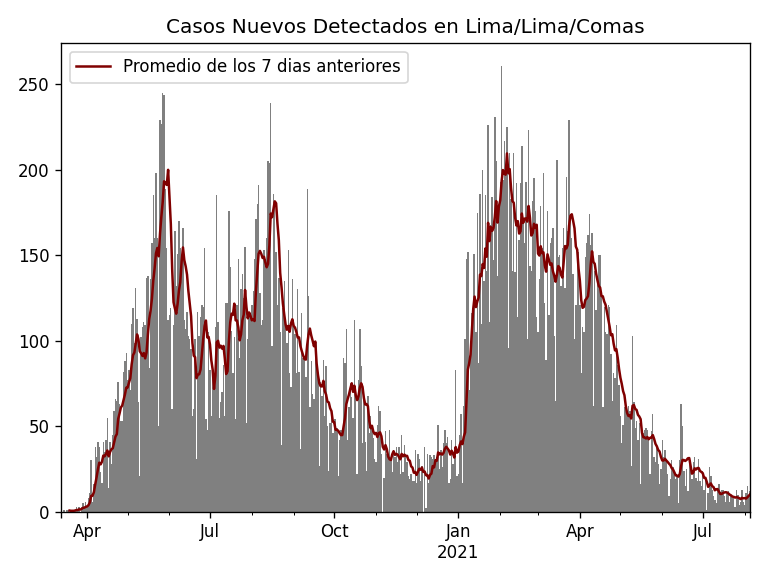 Casos Nuevos Detectados en Lima/Lima/Comas
Promedio de los 7 dias anteriores
250
200
150
100
50
0
Apr Jul Oct Jan Apr Jul
2021